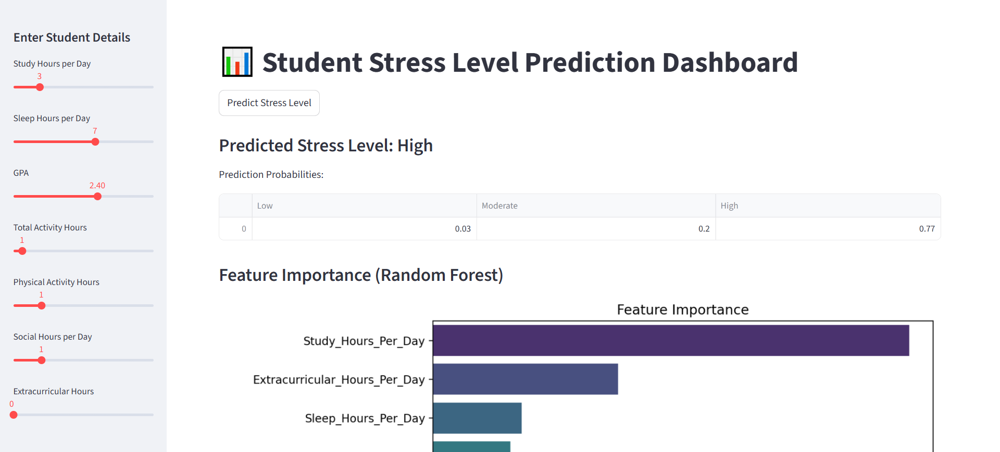 Enter Student Details
Study Hours per Day
3
Sleep Hours per Day
7
GPA
2.40
Total Activity Hours
1
Physical Activity Hours
1
Social Hours per Day
1
Extracurricular Hours
0
Student Stress Level Prediction Dashboard
Predict Stress Level
Predicted Stress Level: High
Prediction Probabilities:
Low Moderate High
0 0.03 0.2 0.77
Feature Importance (Random Forest)
Feature Importance
Study_Hours_Per_Day
Extracurricular_Hours_Per_Day
Sleep_Hours_Per_Day